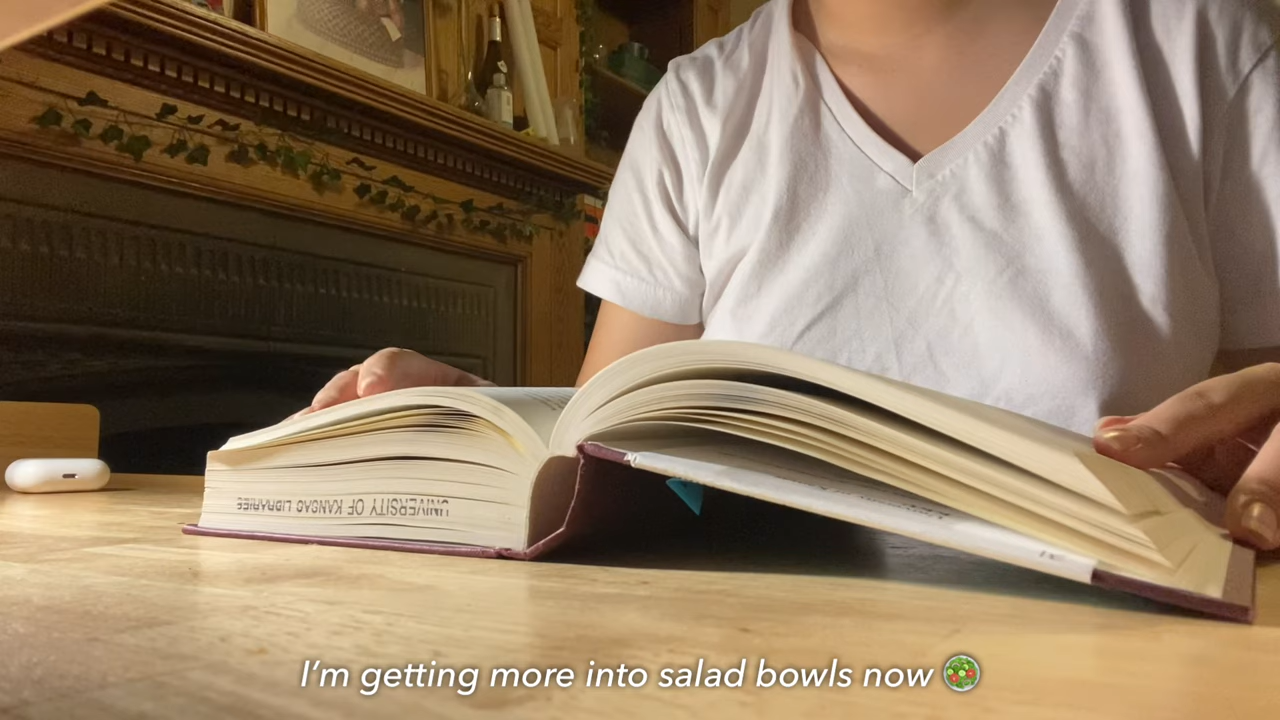 UNIVERSITY OF KANSAS LIBRARIES
I'm getting more into salad bowls now 🥗